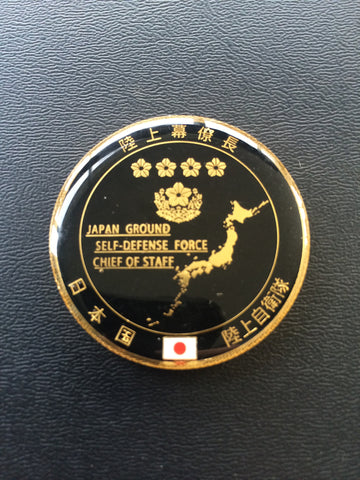 陸上幕僚長
JAPAN GROUND
SELF-DEFENSE FORCE
CHIEF OF STAFF
日本国
陸上自衛隊